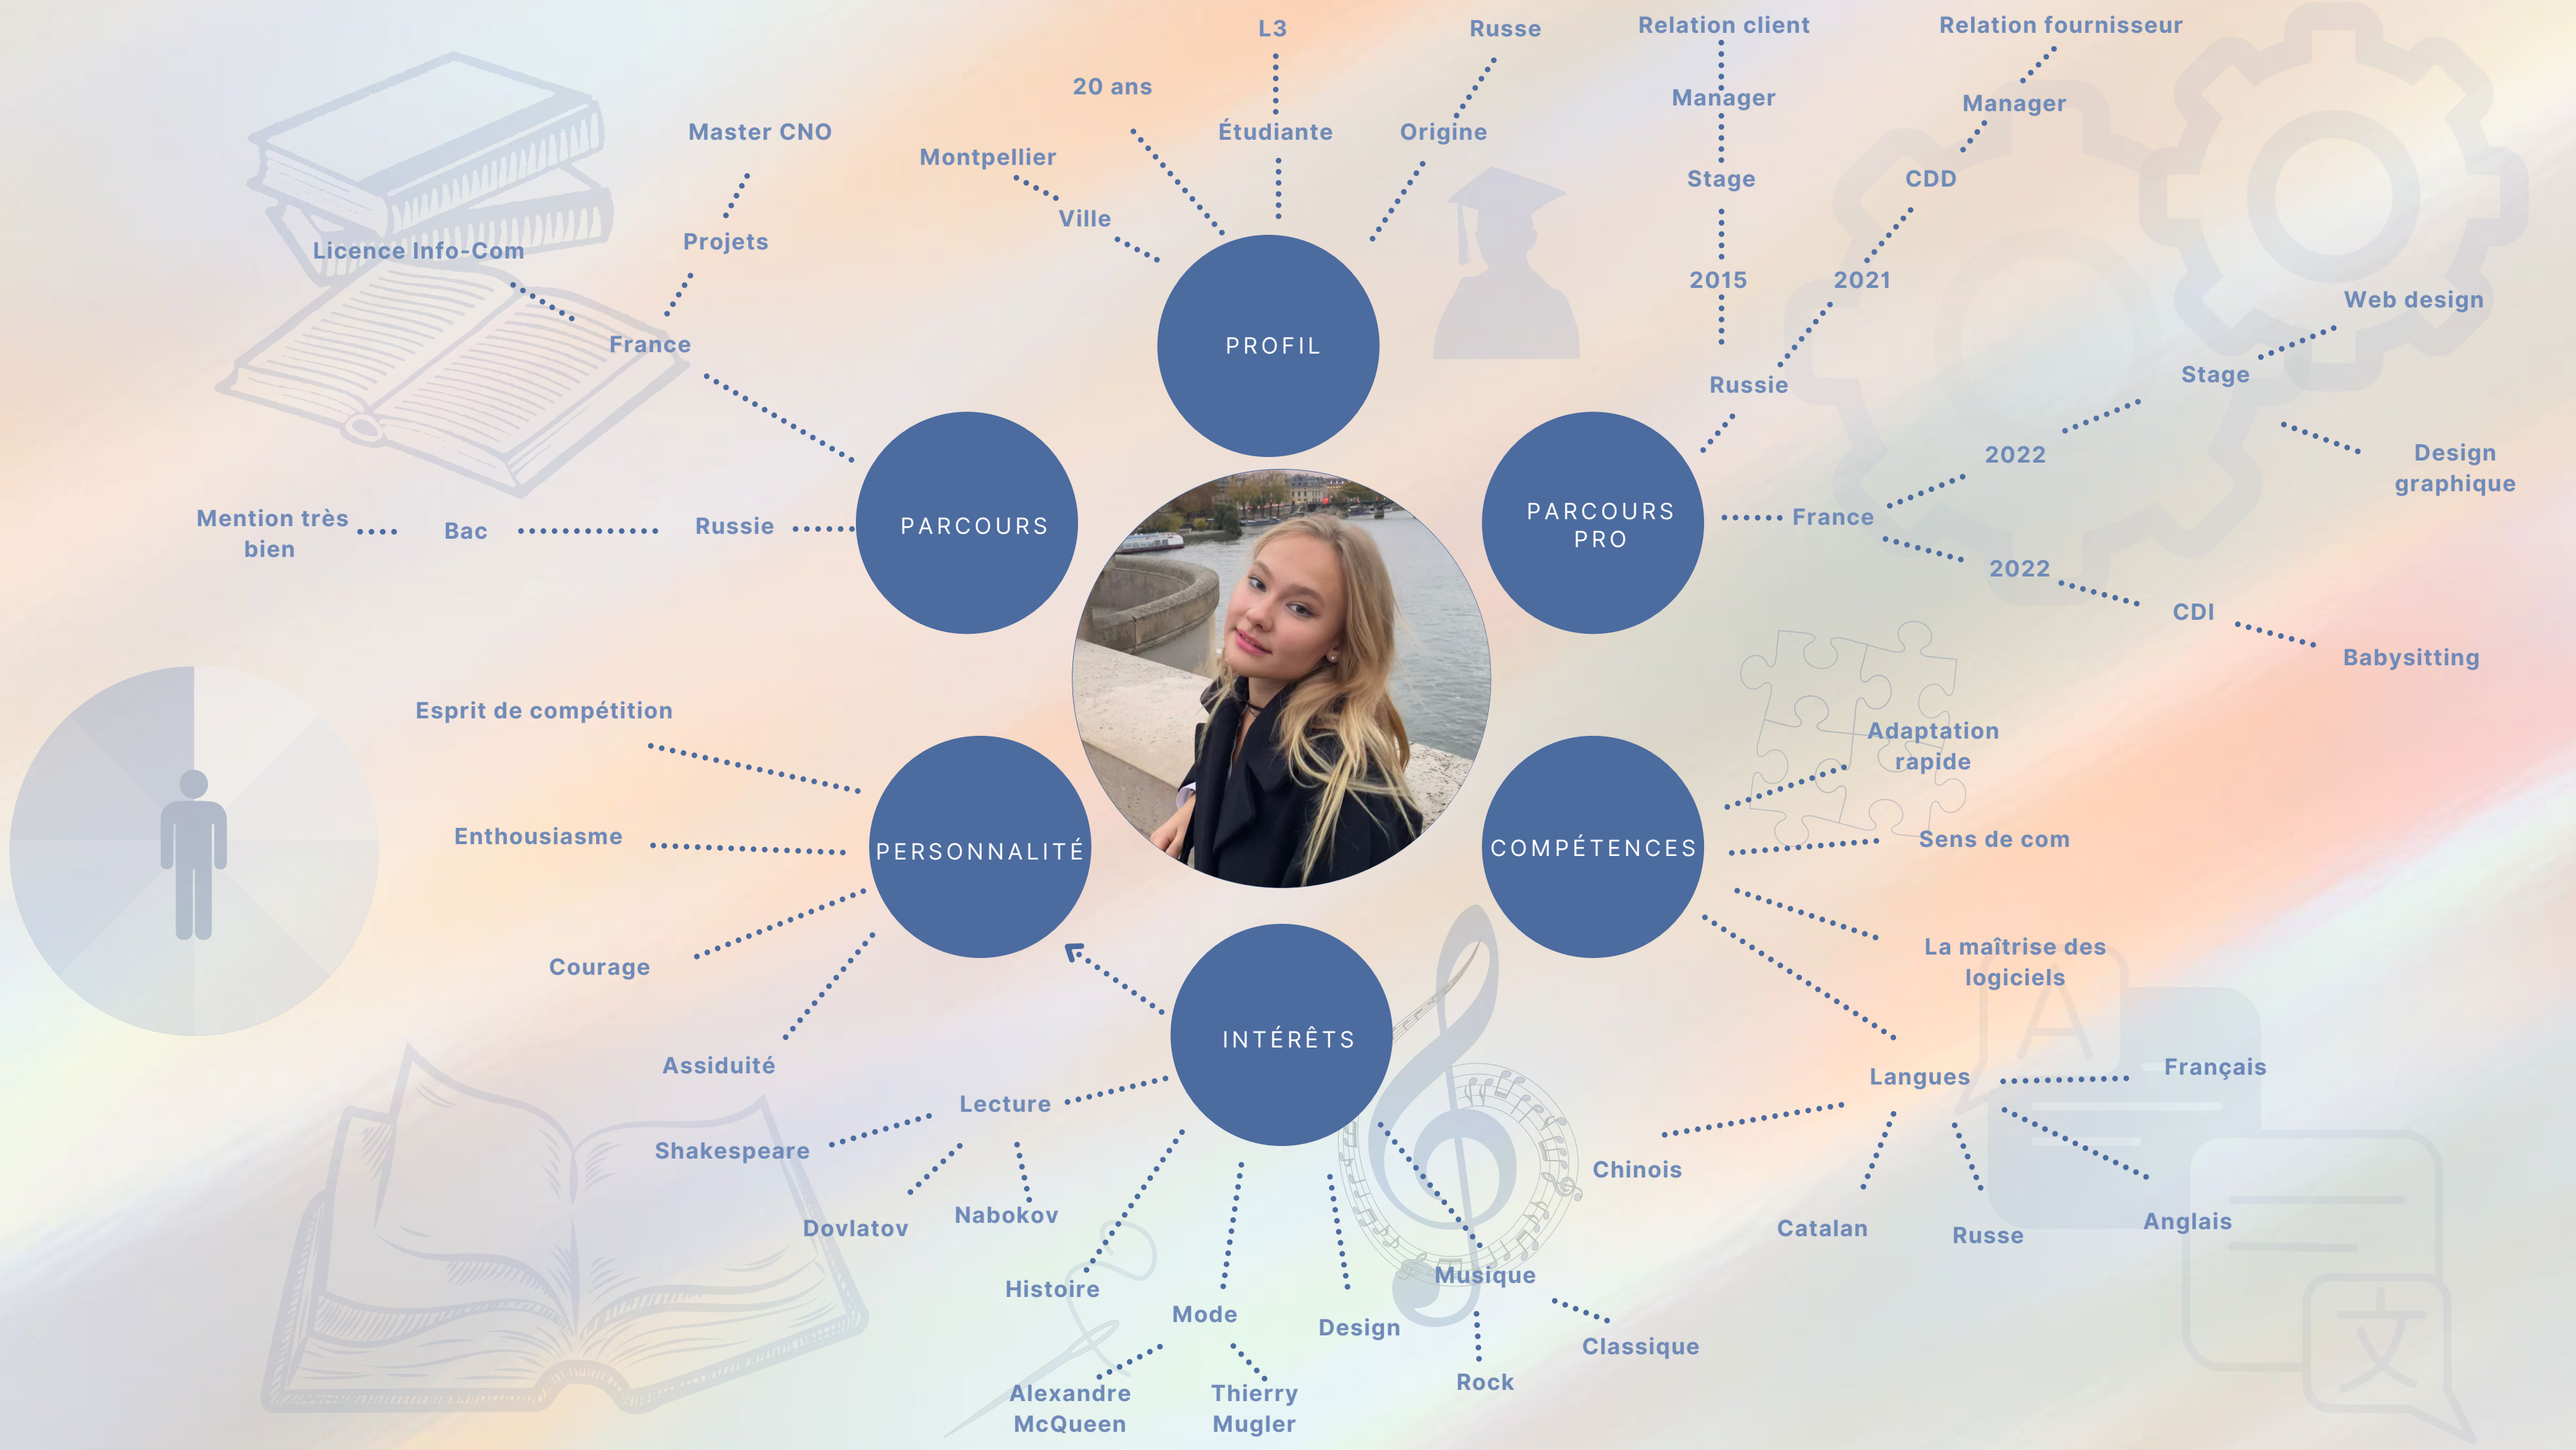 L3
Russe
Relation client
Relation fournisseur
20 ans
Manager
Manager
Master CNO
Étudiante
Origine
Montpellier
Stage
CDD
Ville
Projets
Licence Info-Com
2015
2021
Web design
France
PROFIL
Russie
Stage
2022
Design
graphique
Mention très
bien
Bac
Russie
PARCOURS
PARCOURS
PRO
France
2022
CDI
Babysitting
Esprit de compétition
Adaptation
rapide
Enthousiasme
PERSONNALITÉ
COMPÉTENCES
Sens de com
Courage
La maîtrise des
logiciels
INTÉRÊTS
A
Assiduité
Lecture
Langues
Français
Shakespeare
Chinois
Dovlatov
Nabokov
Catalan
Russe
Anglais
Histoire
Musique
Mode
Design
Classique
Rock
文
Alexandre
McQueen
Thierry
Mugler